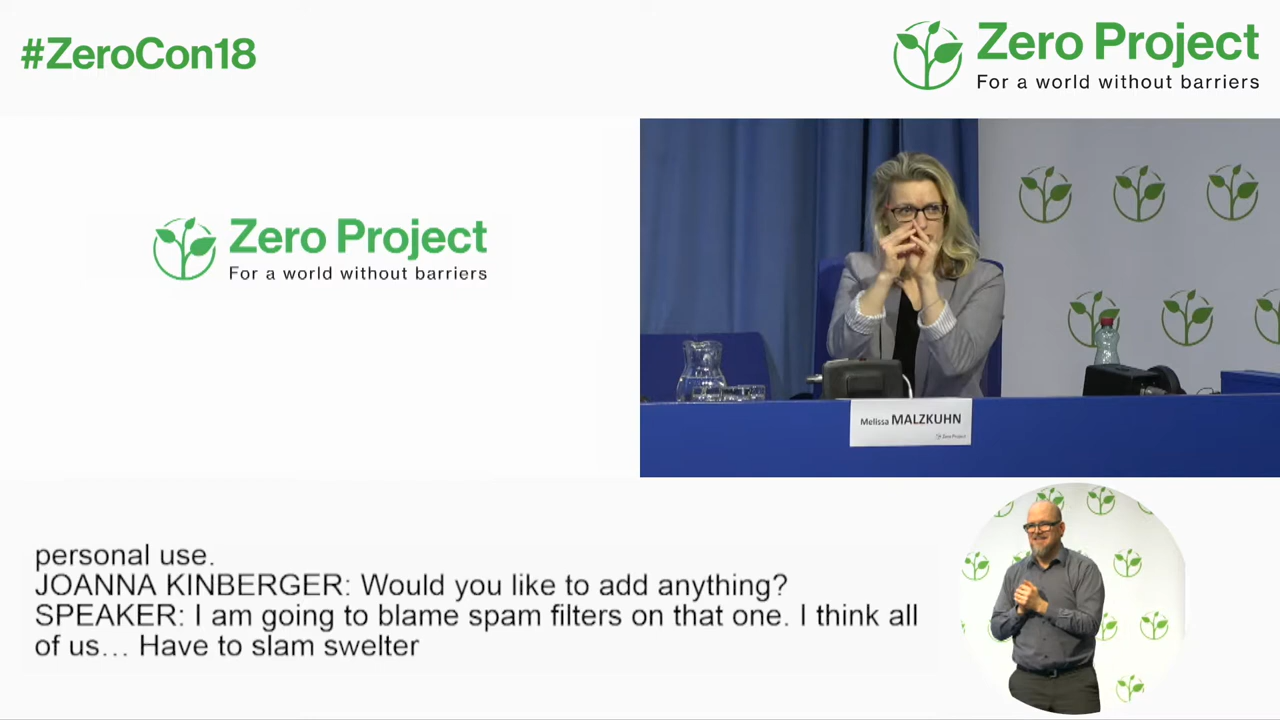 #ZeroCon18
Zero Project
For a world without barriers
Zero Project
For a world without barriers
Melissa MALZKUHN
Zero Project
personal use.
JOANNA KINBERGER: Would you like to add anything?
SPEAKER: I am going to blame spam filters on that one. I think all
of us... Have to slam swelter